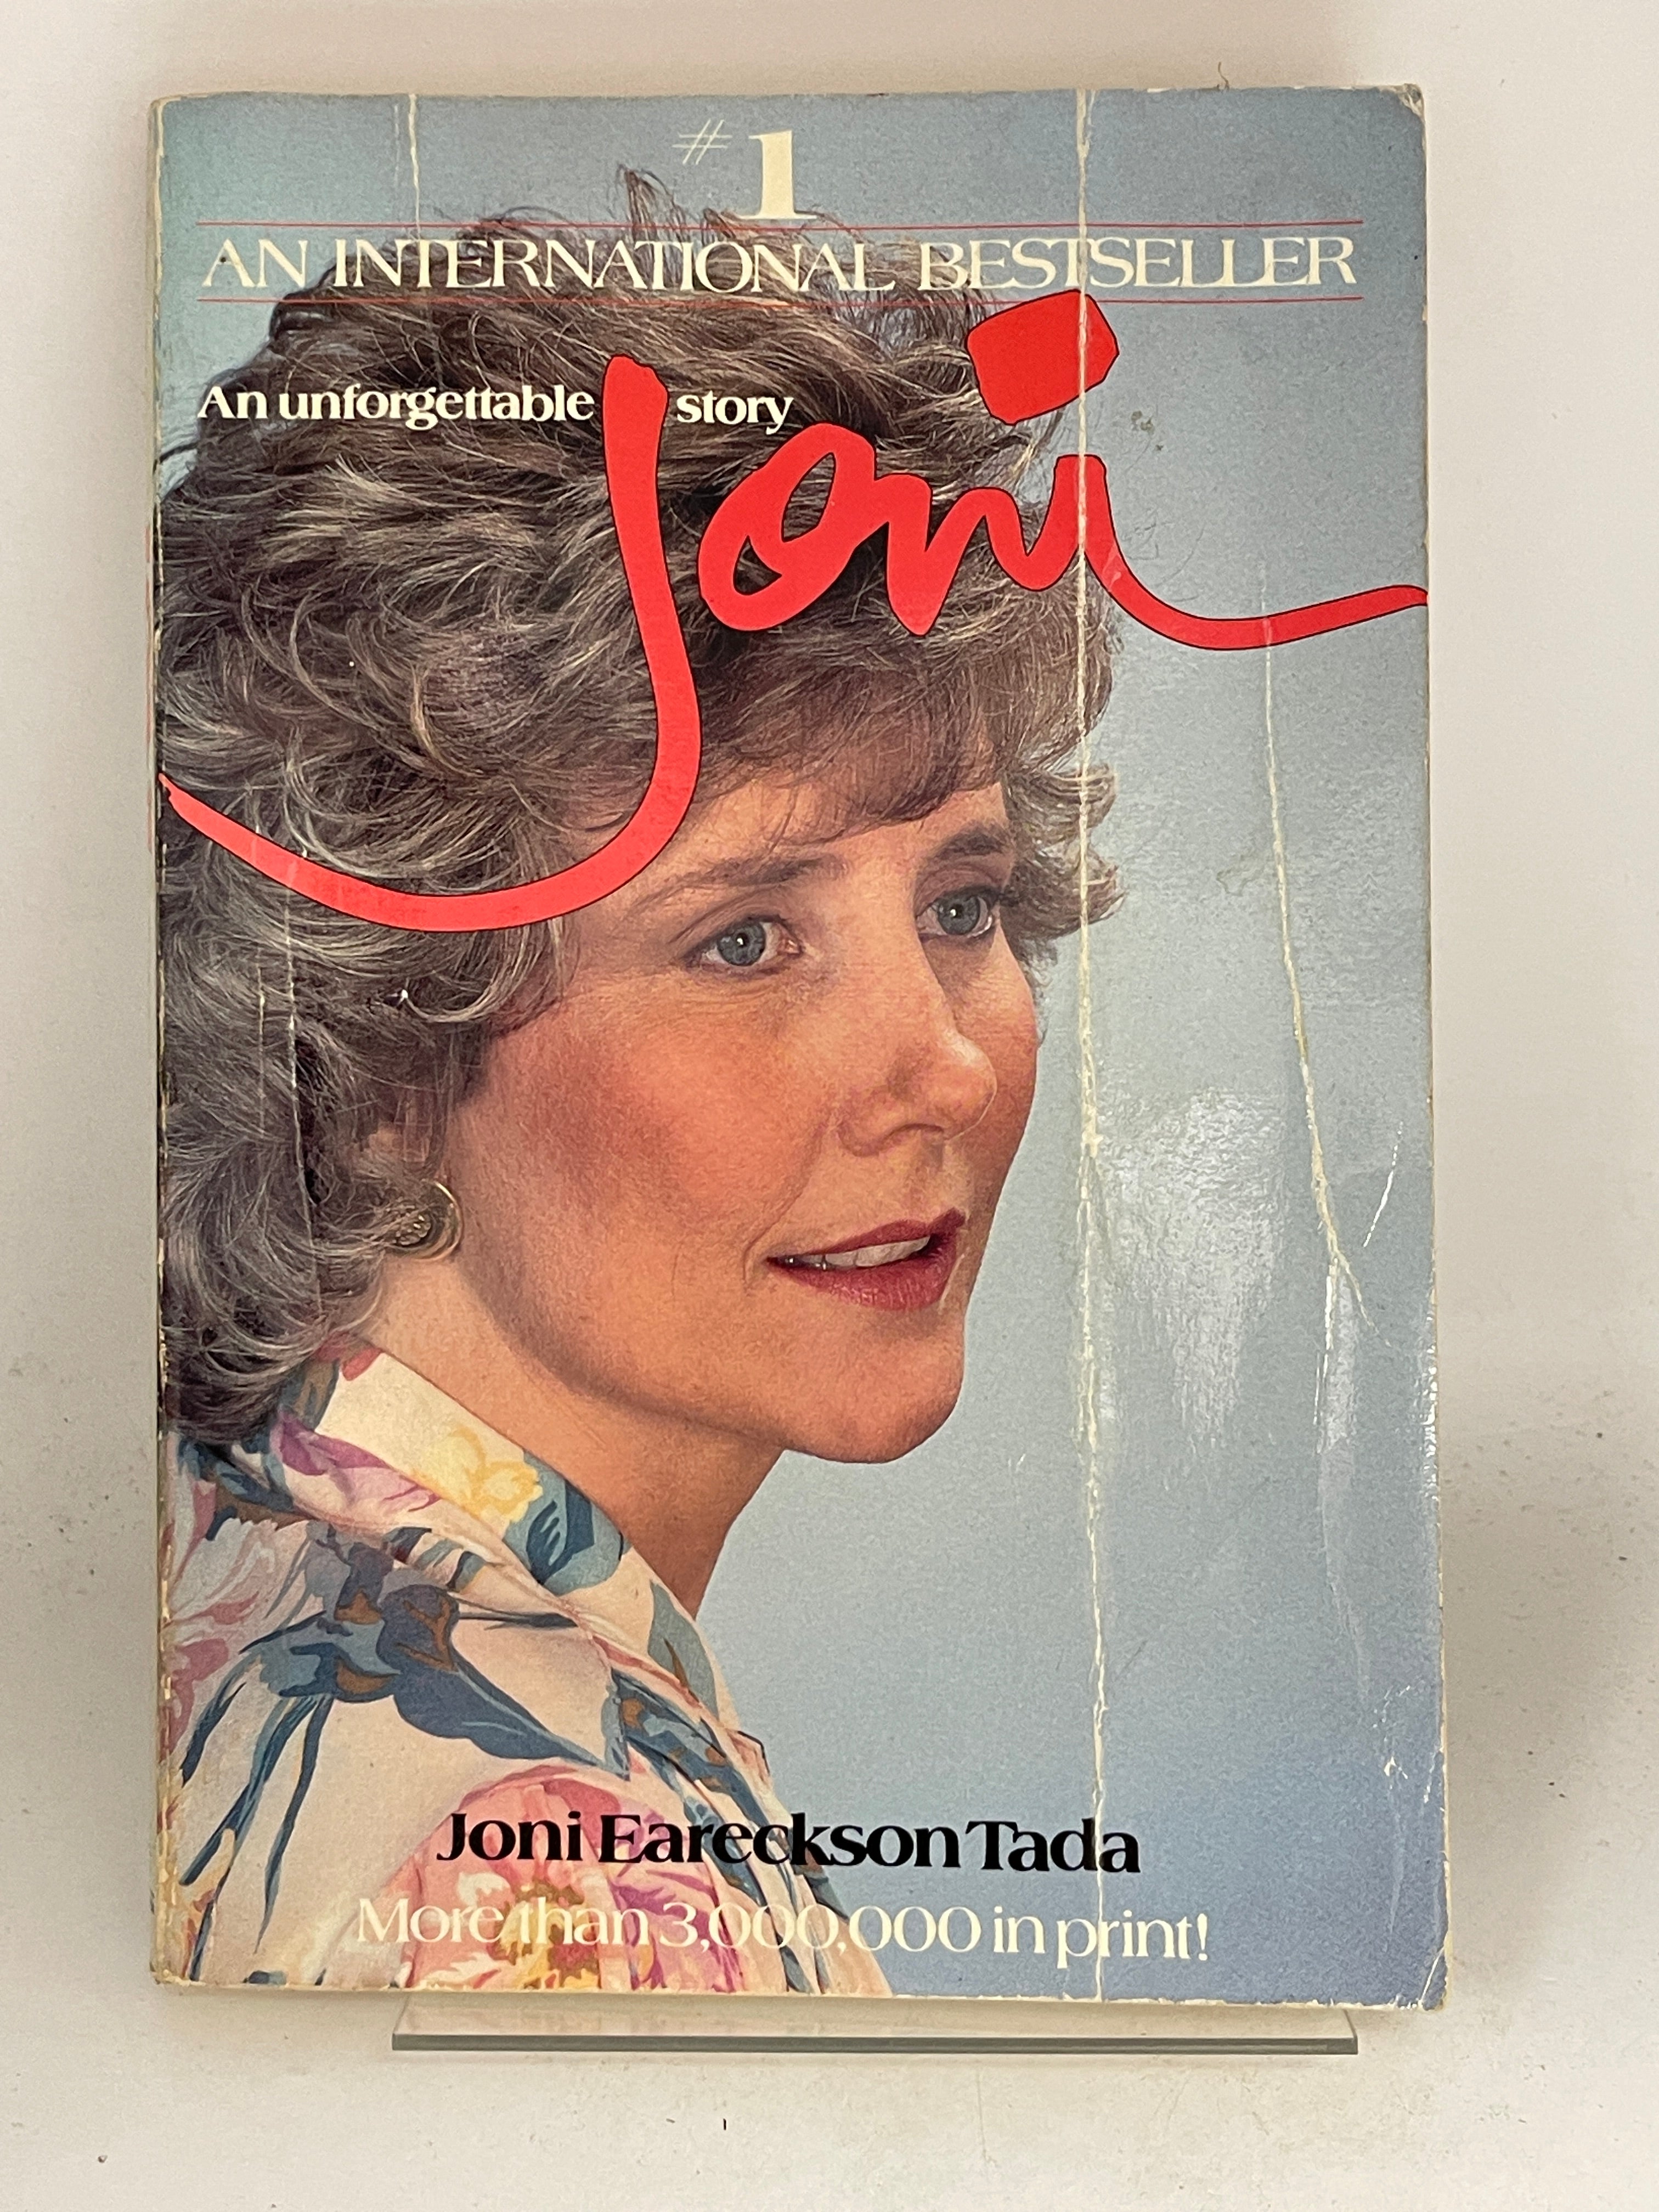 #1
AN INTERNATIONAL BESTSELLER
An unforgettable story
Joni
Joni Eareckson Tada
More than 3,000,000 in print!